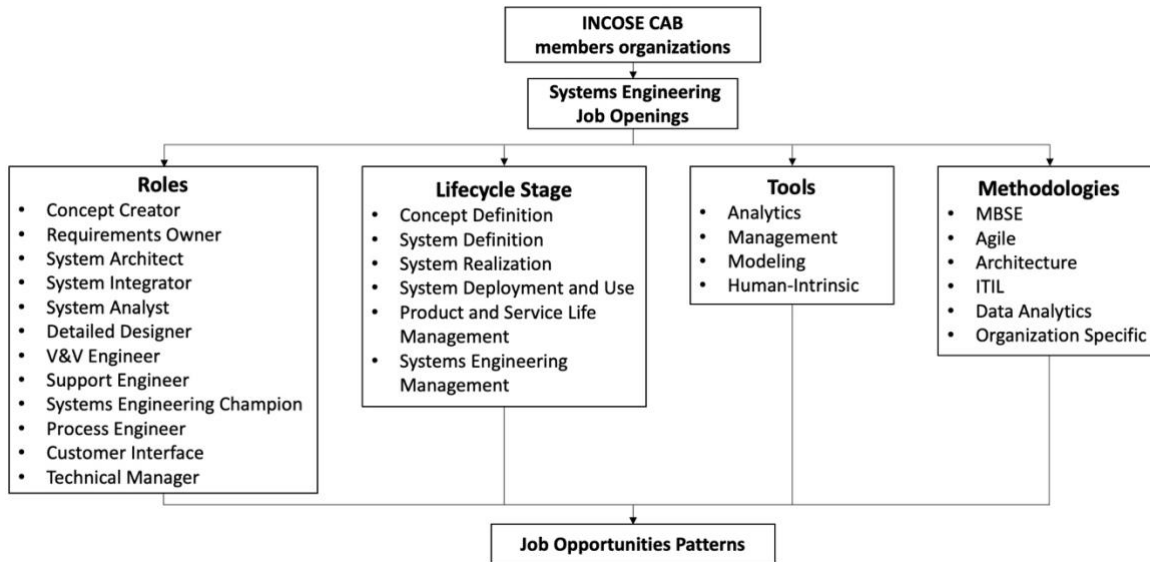 INCOSE CAB
members organizations
Systems Engineering
Job Openings
Roles
• Concept Creator
• Requirements Owner
• System Architect
• System Integrator
• System Analyst
• Detailed Designer
• V&V Engineer
• Support Engineer
• Systems Engineering Champion
• Process Engineer
• Customer Interface
• Technical Manager
Lifecycle Stage
• Concept Definition
• System Definition
• System Realization
• System Deployment and Use
• Product and Service Life
Management
• Systems Engineering
Management
Tools
• Analytics
• Management
• Modeling
• Human-Intrinsic
Methodologies
• MBSE
• Agile
• Architecture
• ITIL
• Data Analytics
• Organization Specific
Job Opportunities Patterns